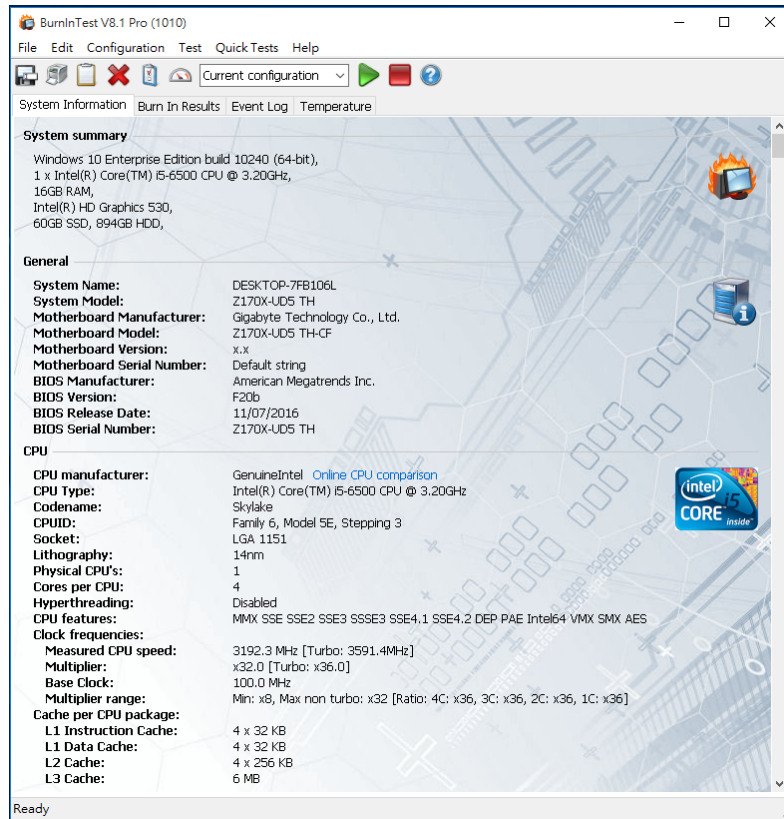 BurnInTest V8.1 Pro (1010)
File Edit Configuration Test Quick Tests Help
Current configuration
System Information Burn In Results Event Log Temperature
System summary
Windows 10 Enterprise Edition build 10240 (64-bit),
1 x Intel(R) Core(TM) i5-6500 CPU @ 3.20GHz,
16GB RAM,
Intel(R) HD Graphics 530,
60GB SSD, 894GB HDD,
General
System Name: DESKTOP-7FB106L
System Model: Z170X-UD5 TH
Motherboard Manufacturer: Gigabyte Technology Co., Ltd.
Motherboard Model: Z170X-UD5 TH-CF
Motherboard Version: x.x
Motherboard Serial Number: Default string
BIOS Manufacturer: American Megatrends Inc.
BIOS Version: F20b
BIOS Release Date: 11/07/2016
BIOS Serial Number: Z170X-UD5 TH
CPU
CPU manufacturer: GenuineIntel Online CPU comparison
CPU Type: Intel(R) Core(TM) i5-6500 CPU @ 3.20GHz
Codename: Skylake
CPUID: Family 6, Model 5E, Stepping 3
Socket: LGA 1151
Lithography: 14nm
Physical CPU's: 1
Cores per CPU: 4
Hyperthreading: Disabled
CPU features: MMX SSE SSE2 SSE3 SSSE3 SSE4.1 SSE4.2 DEP PAE Intel64 VMX SMX AES
Clock frequencies:
Measured CPU speed: 3192.3 MHz [Turbo: 3591.4MHz]
Multiplier: x32.0 [Turbo: x36.0]
Base Clock: 100.0 MHz
Multiplier range: Min: x8, Max non turbo: x32 [Ratio: 4C: x36, 3C: x36, 2C: x36, 1C: x36]
Cache per CPU package:
L1 Instruction Cache: 4 x 32 KB
L1 Data Cache: 4 x 32 KB
L2 Cache: 4 x 256 KB
L3 Cache: 6 MB
intel
CORE i5
inside
Ready